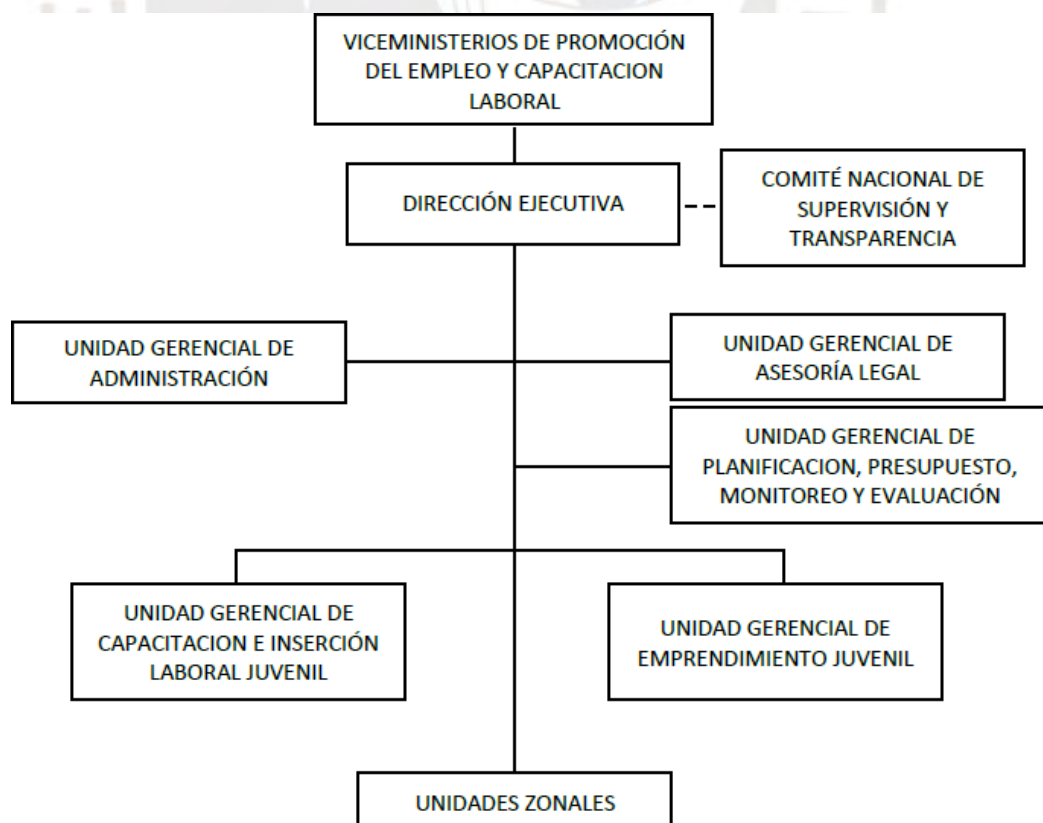 VICEMINISTERIOS DE PROMOCIÓN
DEL EMPLEO Y CAPACITACION
LABORAL
DIRECCIÓN EJECUTIVA
COMITÉ NACIONAL DE
SUPERVISIÓN Y
TRANSPARENCIA
UNIDAD GERENCIAL DE
ADMINISTRACIÓN
UNIDAD GERENCIAL DE
ASESORÍA LEGAL
UNIDAD GERENCIAL DE
PLANIFICACION, PRESUPUESTO,
MONITOREO Y EVALUACIÓN
UNIDAD GERENCIAL DE
CAPACITACION E INSERCIÓN
LABORAL JUVENIL
UNIDAD GERENCIAL DE
EMPRENDIMIENTO JUVENIL
UNIDADES ZONALES